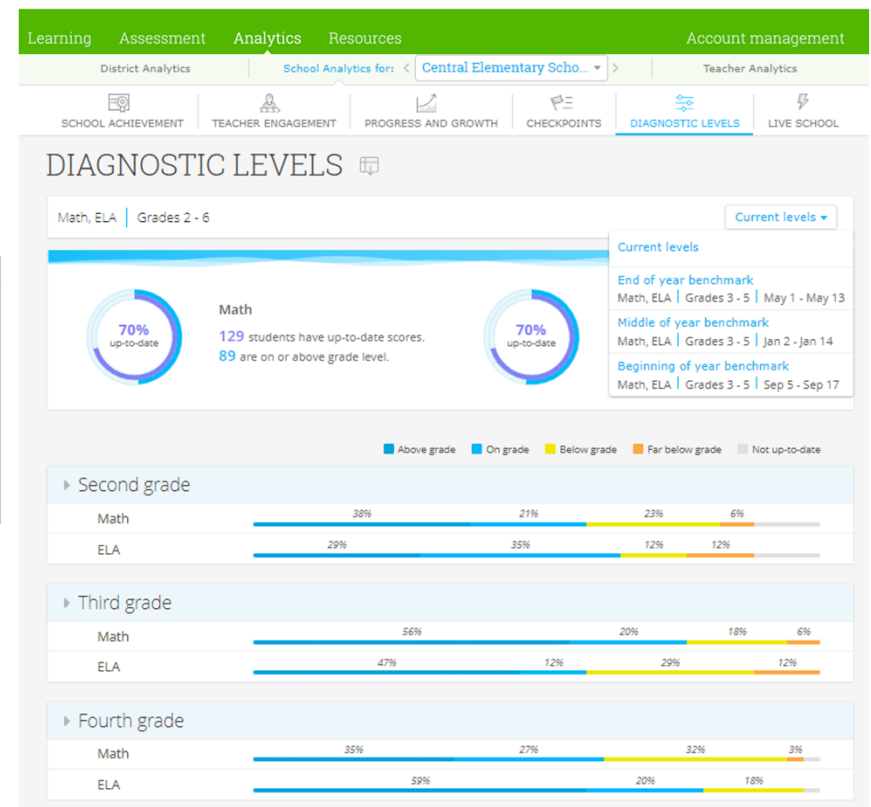 Learning Assessment Analytics Resources Account management
District Analytics School Analytics for: < Central Elementary Scho... > Teacher Analytics
SCHOOL ACHIEVEMENT TEACHER ENGAGEMENT PROGRESS AND GROWTH CHECKPOINTS DIAGNOSTIC LEVELS LIVE SCHOOL
DIAGNOSTIC LEVELS
Math, ELA | Grades 2 - 6 Current levels
Current levels
End of year benchmark
Math, ELA | Grades 3 - 5 | May 1 - May 13
Middle of year benchmark
Math, ELA | Grades 3 - 5 | Jan 2 - Jan 14
Beginning of year benchmark
Math, ELA | Grades 3 - 5 | Sep 5 - Sep 17
70%
up-to-date
Math
129 students have up-to-date scores.
89 are on or above grade level.
70%
up-to-date
Above grade On grade Below grade Far below grade Not up-to-date
Second grade
Math 38% 21% 23% 6%
ELA 29% 35% 12% 12%
Third grade
Math 56% 20% 18% 6%
ELA 47% 12% 29% 12%
Fourth grade
Math 35% 27% 32% 3%
ELA 59% 20% 18%